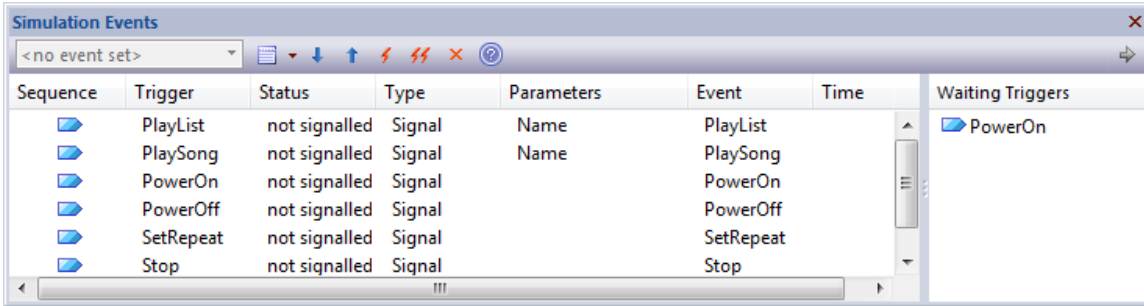 Simulation Events
<no event set>
Sequence Trigger Status Type Parameters Event Time Waiting Triggers
PlayList not signalled Signal Name PlayList PowerOn
PlaySong not signalled Signal Name PlaySong
PowerOn not signalled Signal PowerOn
PowerOff not signalled Signal PowerOff
SetRepeat not signalled Signal SetRepeat
Stop not signalled Signal Stop